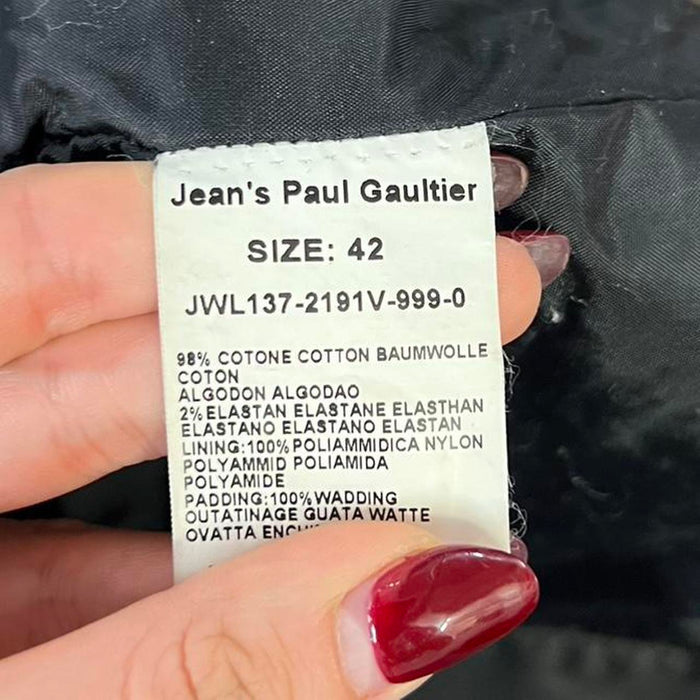 Jean's Paul Gaultier
SIZE: 42
JWL137-2191V-999-0
98% COTONE COTTON BAUMWOLLE
COTON
ALGODON ALGODAO
2% ELASTAN ELASTANE ELASTHAN
ELASTANO ELASTANO ELASTAN
LINING:100% POLIAMMIDICA NYLON
POLYAMMID POLIAMIDA
POLYAMIDE
PADDING:100% WADDING
OUTATINAGE GUATA WATTE
OVATTA